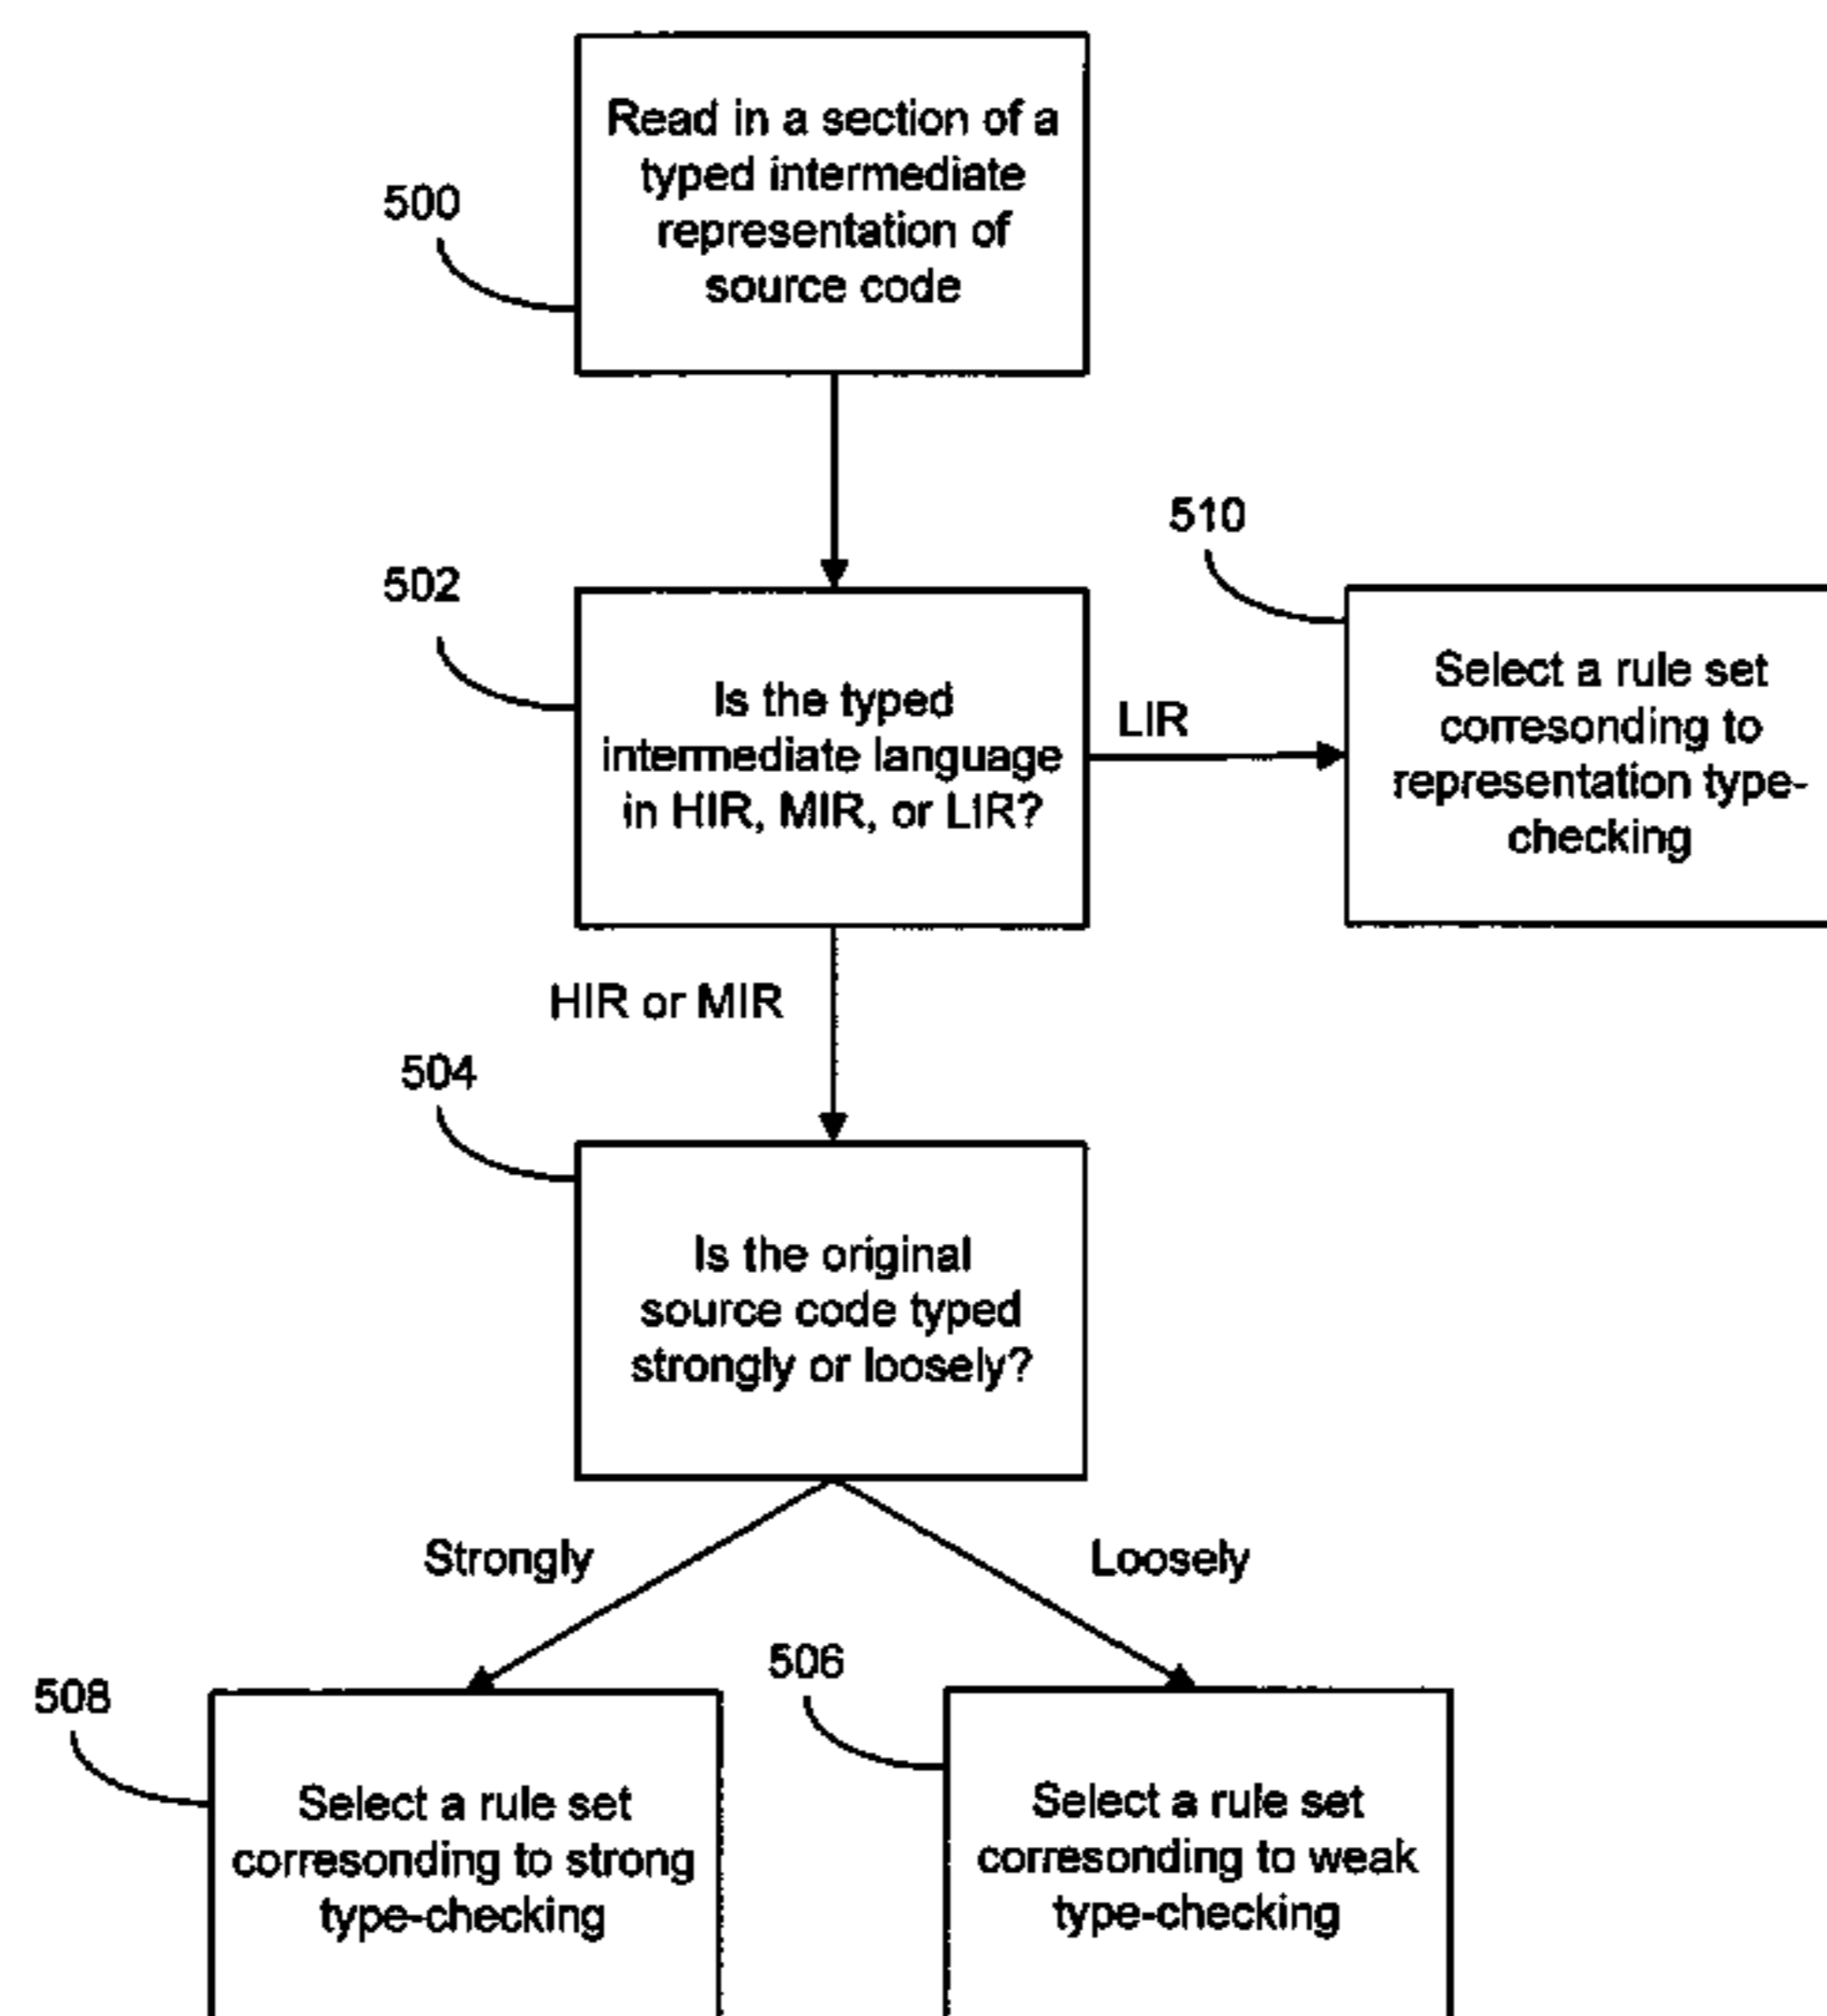 Read in a section of a
typed intermediate
representation of
source code
500
510
502
Is the typed
intermediate language
in HIR, MIR, or LIR?
LIR
Select a rule set
corresonding to
representation type-
checking
HIR or MIR
504
Is the original
source code typed
strongly or loosely?
Strongly
Loosely
508
506
Select a rule set
corresonding to strong
type-checking
Select a rule set
corresonding to weak
type-checking